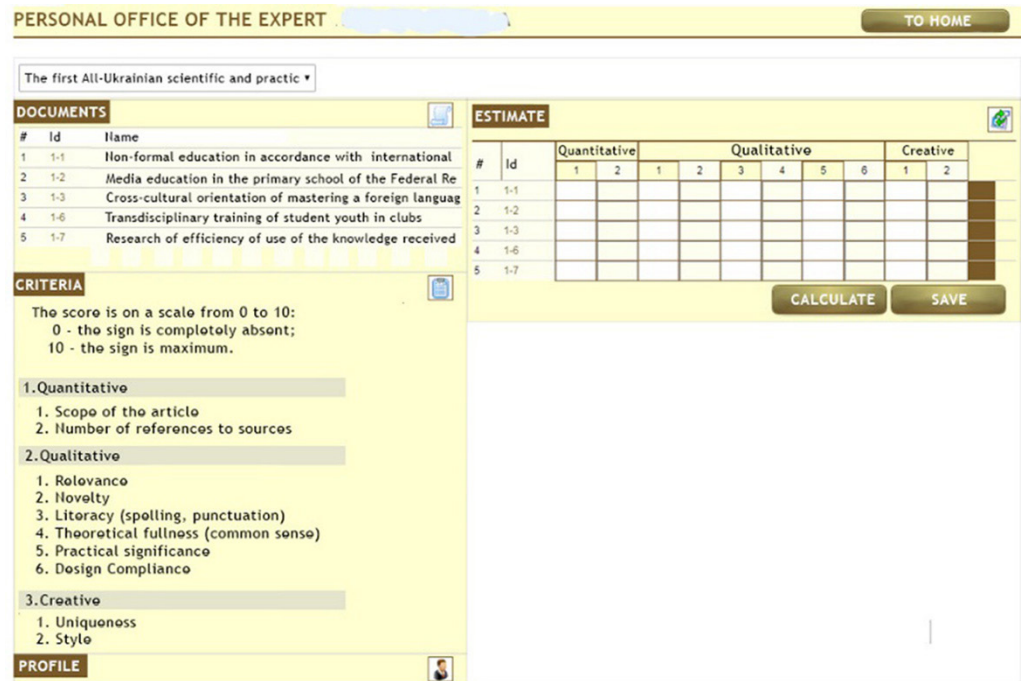 PERSONAL OFFICE OF THE EXPERT
TO HOME
The first All-Ukrainian scientific and practic
DOCUMENTS
# Id Name
1 1-1 Non-formal education in accordance with international
2 1-2 Media education in the primary school of the Federal Re
3 1-3 Cross-cultural orientation of mastering a foreign languag
4 1-6 Transdisciplinary training of student youth in clubs
5 1-7 Research of efficiency of use of the knowledge received
CRITERIA
The score is on a scale from 0 to 10:
0 - the sign is completely absent;
10 - the sign is maximum.
1.Quantitative
1. Scope of the article
2. Number of references to sources
2.Qualitative
1. Relevance
2. Novelty
3. Literacy (spelling, punctuation)
4. Theoretical fullness (common sense)
5. Practical significance
6. Design Compliance
3.Creative
1. Uniqueness
2. Style
PROFILE
ESTIMATE
# Id Quantitative Qualitative Creative
1 2 1 2 3 4 5 6 1 2
1 1-1
2 1-2
3 1-3
4 1-6
5 1-7
CALCULATE SAVE